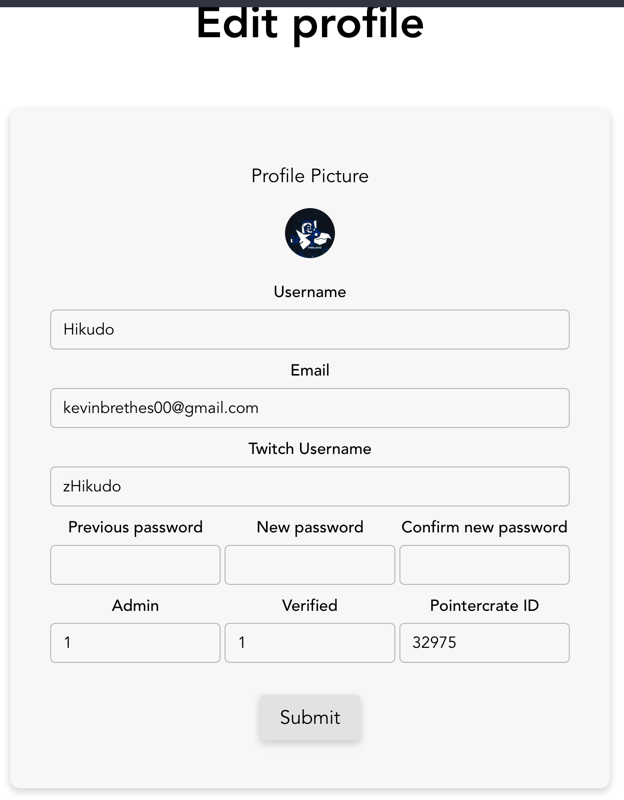 Edit profile
Profile Picture
Username
Hikudo
Email
kevinbrethes00@gmail.com
Twitch Username
zHikudo
Previous password New password Confirm new password
Admin Verified Pointercrate ID
1 1 32975
Submit